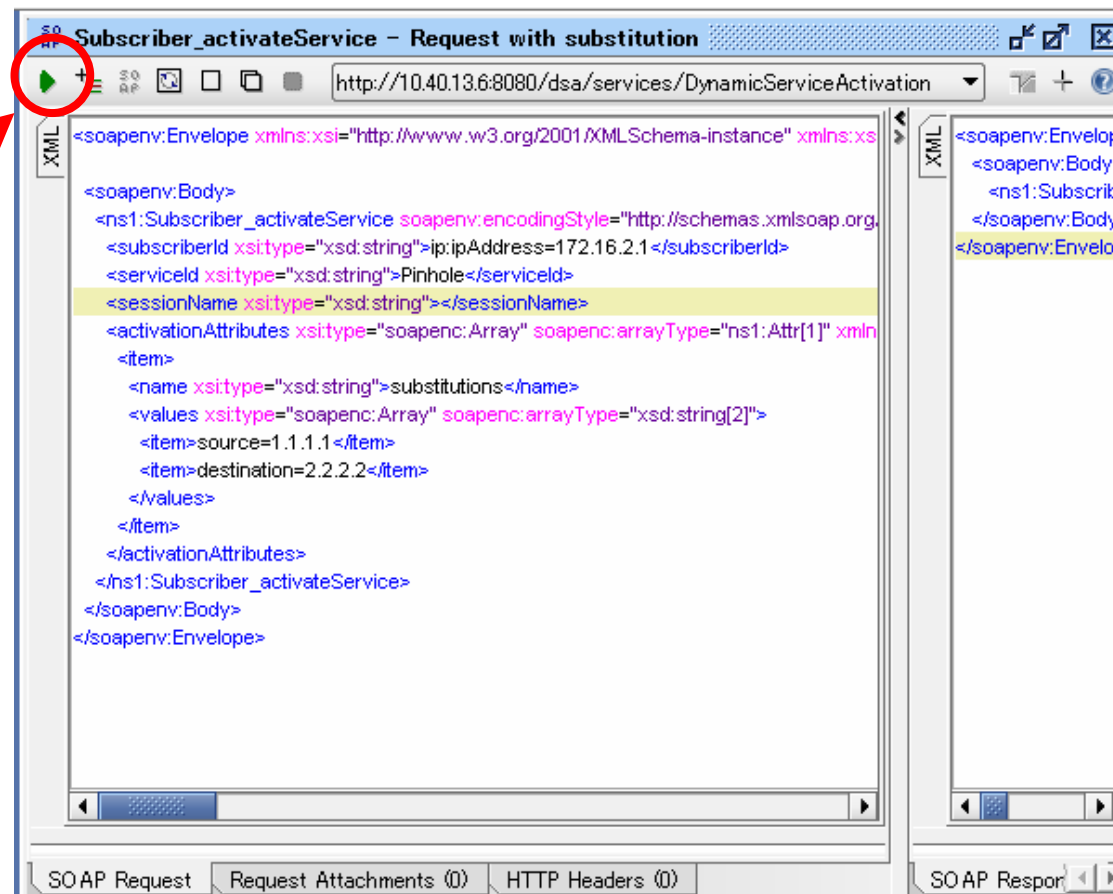 SO AP Subscriber_activateService - Request with substitution
SO AP http://10.40.13.6:8080/dsa/services/DynamicServiceActivation
XML
<soapenv:Envelope xmlns:xsi="http://www.w3.org/2001/XMLSchema-instance" xmlns:xs
<soapenv:Body>
<ns1:Subscriber_activateService soapenv:encodingStyle="http://schemas.xmlsoap.org.
<subscriberId xsi:type="xsd:string">ip:ipAddress=172.16.2.1</subscriberId>
<serviceId xsi:type="xsd:string">Pinhole</serviceId>
<sessionName xsi:type="xsd:string"></sessionName>
<activationAttributes xsi:type="soapenc:Array" soapenc:arrayType="ns1:Attr[1]" xmln
<item>
<name xsi:type="xsd:string">substitutions</name>
<values xsi:type="soapenc:Array" soapenc:arrayType="xsd:string[2]">
<item>source=1.1.1.1</item>
<item>destination=2.2.2.2</item>
</values>
</item>
</activationAttributes>
</ns1:Subscriber_activateService>
</soapenv:Body>
</soapenv:Envelope>
XML
<soapenv:Envelop
<soapenv:Body
<ns1:Subscrib
</soapenv:Body
</soapenv:Envelo
SOAP Request Request Attachments (0) HTTP Headers (0)
SOAP Respon